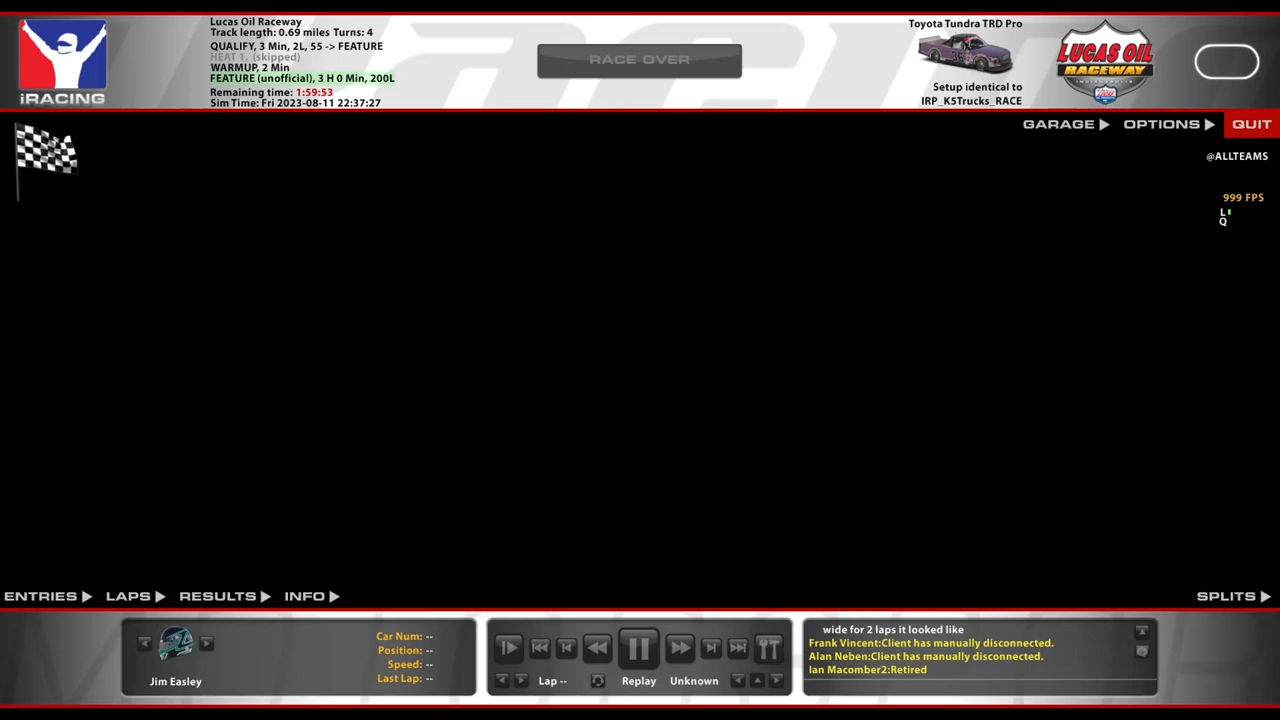 iRACING
Lucas Oil Raceway
Track length: 0.69 miles Turns: 4
QUALIFY, 3 Min, 2L, 55 -> FEATURE
HEAT 1, (skipped)
WARMUP, 2 Min
FEATURE (unofficial), 3 H 0 Min, 200L
Remaining time: 1:59:53
Sim Time: Fri 2023-08-11 22:37:27
RACE OVER
Toyota Tundra TRD Pro
Setup identical to
IRP_K5Trucks_RACE
LUCAS OIL
RACEWAY
INDIANAPOLIS
GARAGE
OPTIONS
QUIT
@ALLTEAMS
999 FPS
L
Q
ENTRIES
LAPS
RESULTS
INFO
SPLITS
Jim Easley
Car Num: --
Position: --
Speed: --
Last Lap: --
Lap --
Replay
Unknown
wide for 2 laps it looked like
Frank Vincent:Client has manually disconnected.
Alan Neben:Client has manually disconnected.
Ian Macomber2:Retired